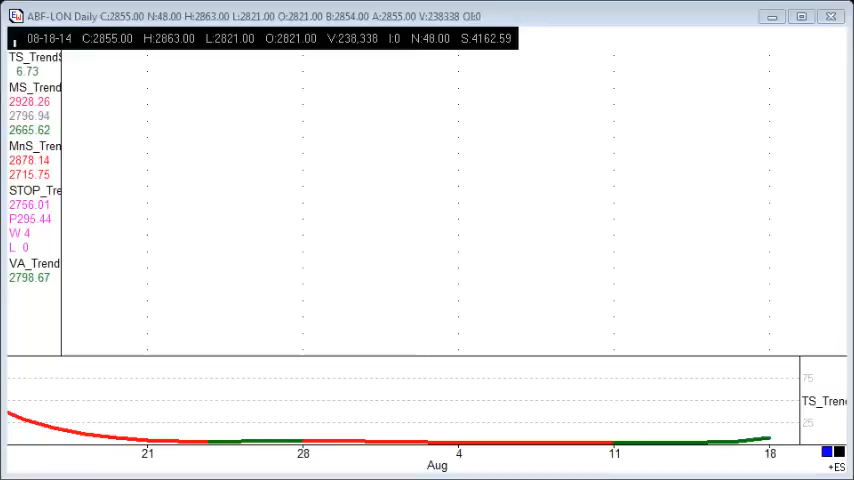 ABF-LON Daily C:2855.00 N:48.00 H:2863.00 L:2821.00 O:2821.00 B:2854.00 A:2855.00 V:238338 OI:0
08-18-14 C:2855.00 H:2863.00 L:2821.00 O:2821.00 V:238,338 I:0 N:48.00 S.4162.59
TS_TrendS
6.73
MS_Trend
2928.26
2796.94
2665.62
MnS_Tren
2878.14
2715.75
STOP_Tre
2756.01
P295.44
W 4
L 0
VA_Trend
2798.67
75
TS_Tren
25
21 28 4 11 18
Aug
+ES